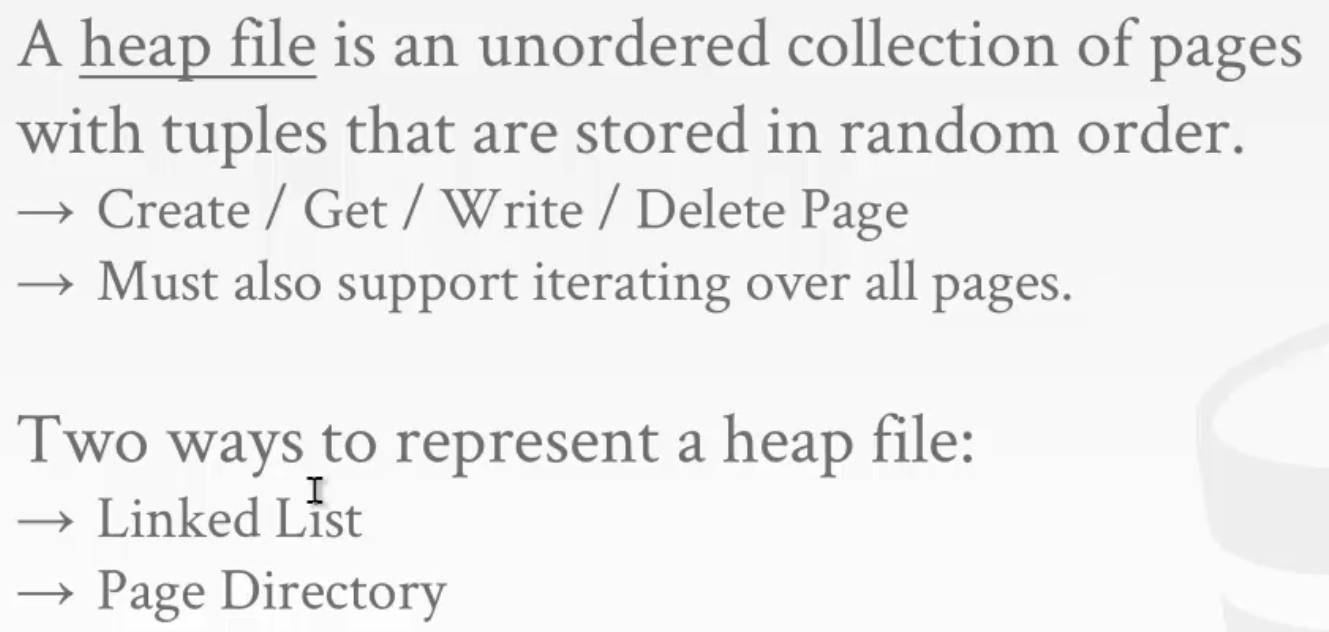 A heap file is an unordered collection of pages
with tuples that are stored in random order.
→ Create / Get / Write / Delete Page
→ Must also support iterating over all pages.
Two ways to represent a heap file:
→ Linked List
→ Page Directory